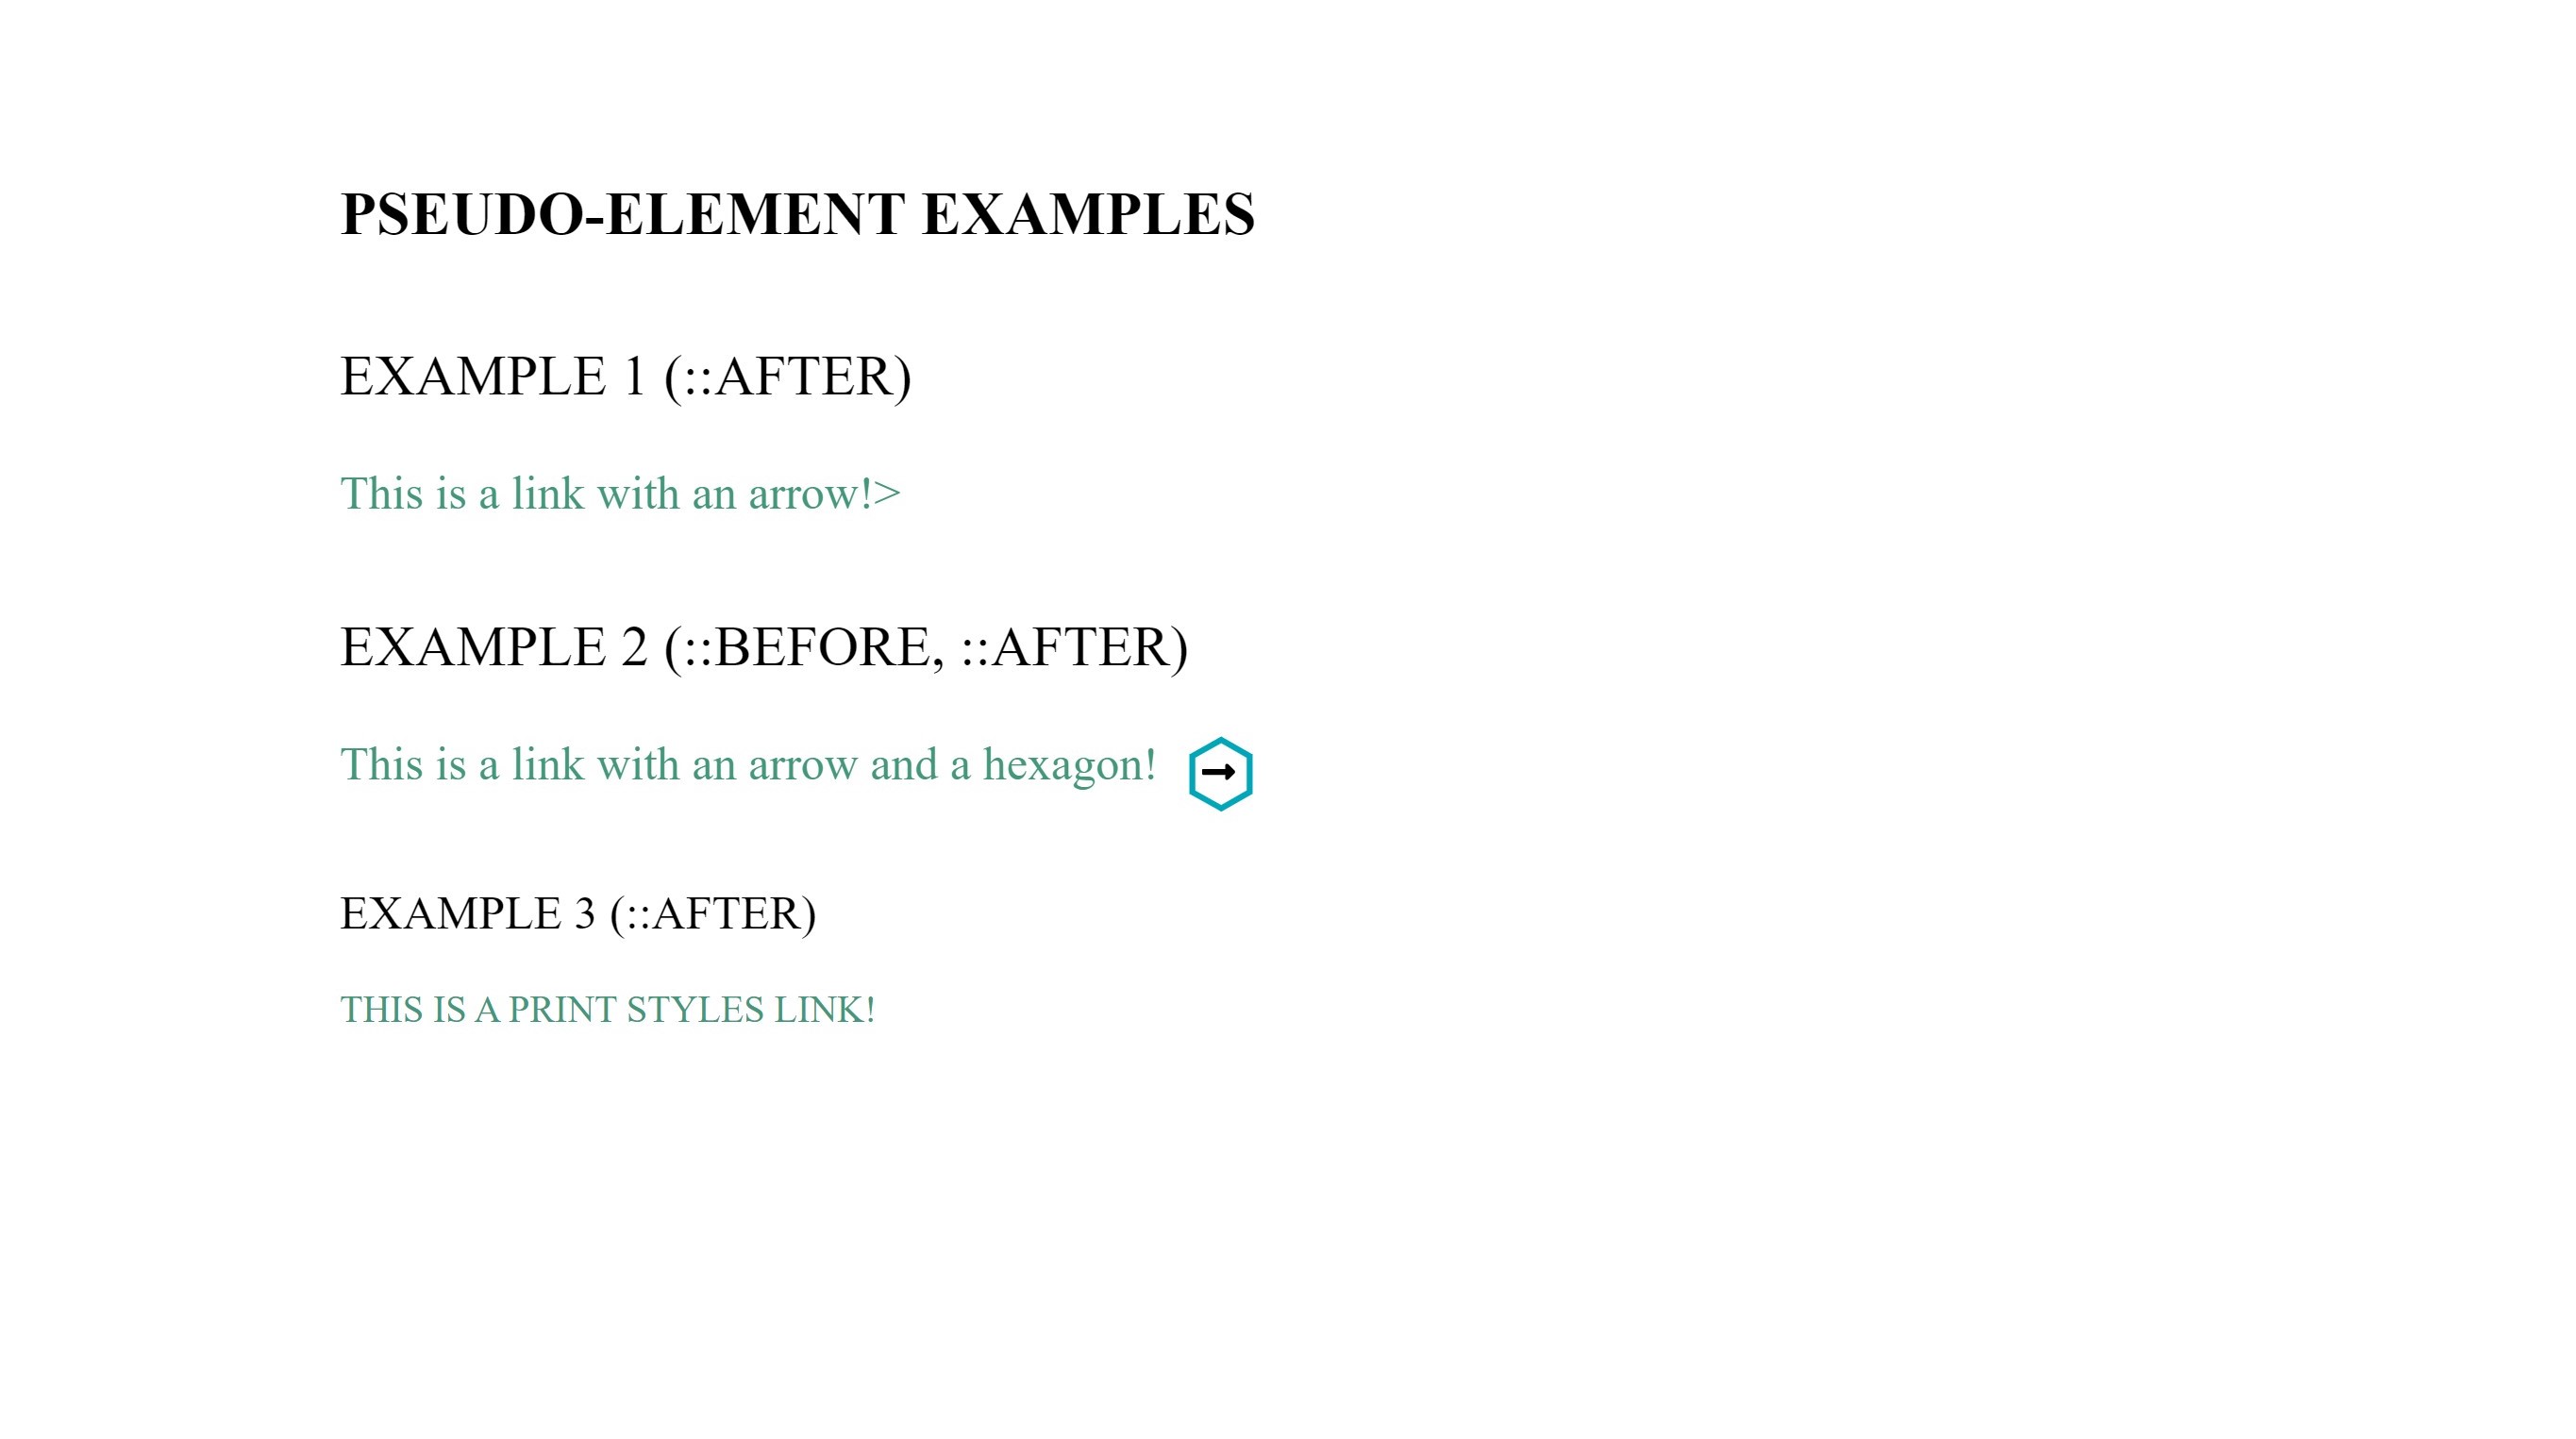 PSEUDO-ELEMENT EXAMPLES
EXAMPLE 1 (::AFTER)
This is a link with an arrow!>
EXAMPLE 2 (::BEFORE, ::AFTER)
This is a link with an arrow and a hexagon!
EXAMPLE 3 (::AFTER)
THIS IS A PRINT STYLES LINK!